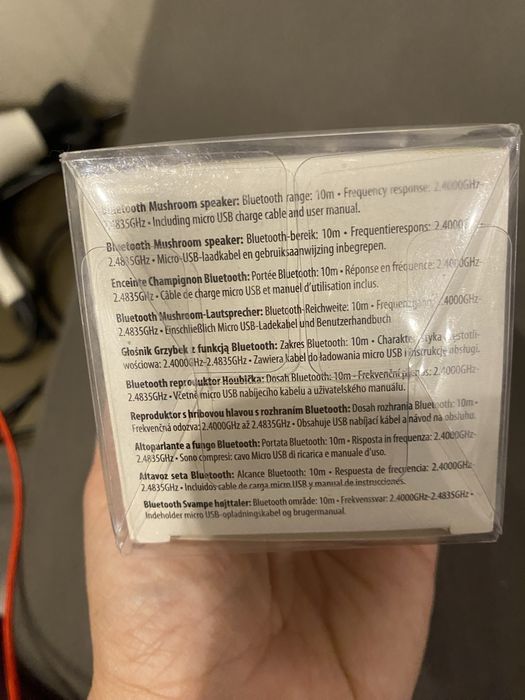 Bluetooth Mushroom speaker: Bluetooth range: 10m • Frequency response: 2.4000GHz-
2.4835GHz • Including micro USB charge cable and user manual.
Bluetooth Mushroom speaker: Bluetooth-bereik: 10m • Frequentierespons: 2.4000G
2.4835GHz • Micro-USB-laadkabel en gebruiksaanwijzing inbegrepen.
Enceinte Champignon Bluetooth: Portée Bluetooth: 10m • Réponse en fréquence: 2.4000GHz-
2.4835GHz • Câble de charge micro USB et manuel d'utilisation inclus.
Bluetooth Mushroom-Lautsprecher: Bluetooth-Reichweite: 10m • 2.4000GHz-
2.4835GHz • EinschließIich Micro USB-Ladekabel und Benutzerhandbuch
Głośnik Grzybek z funkcją Bluetooth: Zakres Bluetooth: 10m •
wościowa: 2.4000GHz-2.4835GHz • Zawiera kabel do ładowania micro USB i instrukcję obsługi.
Bluetooth reproduktor Houbička: Dosah Bluetooth: 10m • Frekvenční 2.4000GHz-
2.4835GHz • Včetně micro USB nabíjecího kabelu a uživatelského manuálu.
Reproduktor s hríbovou hlavou s rozhraním Bluetooth: Dosah rozhrania Bluetooth: 10m •
Frekvenčná odozva: 2.4000GHz až 2.4835GHz • Obsahuje USB nabíjací kábel a návod na obsluhu.
Altoparlante a fungo Bluetooth: Portata Bluetooth: 10m • Risposta in frequenza: 2.4000GHz-
2.4835GHz • Sono compresi: cavo Micro USB di ricarica e manuale d'uso.
Altavoz seta Bluetooth: Alcance Bluetooth: 10m • Respuesta de frecuencia: 2.4000GHz-
2.4835GHz • Incluidos cable de carga micro USB y manual de instrucciones.
Bluetooth Svampe højttaler: Bluetooth område: 10m • Frekvenssvar: 2.4000GHz-2.4835GHz •
Indeholder micro USB-opladningskabel og brugermanual.